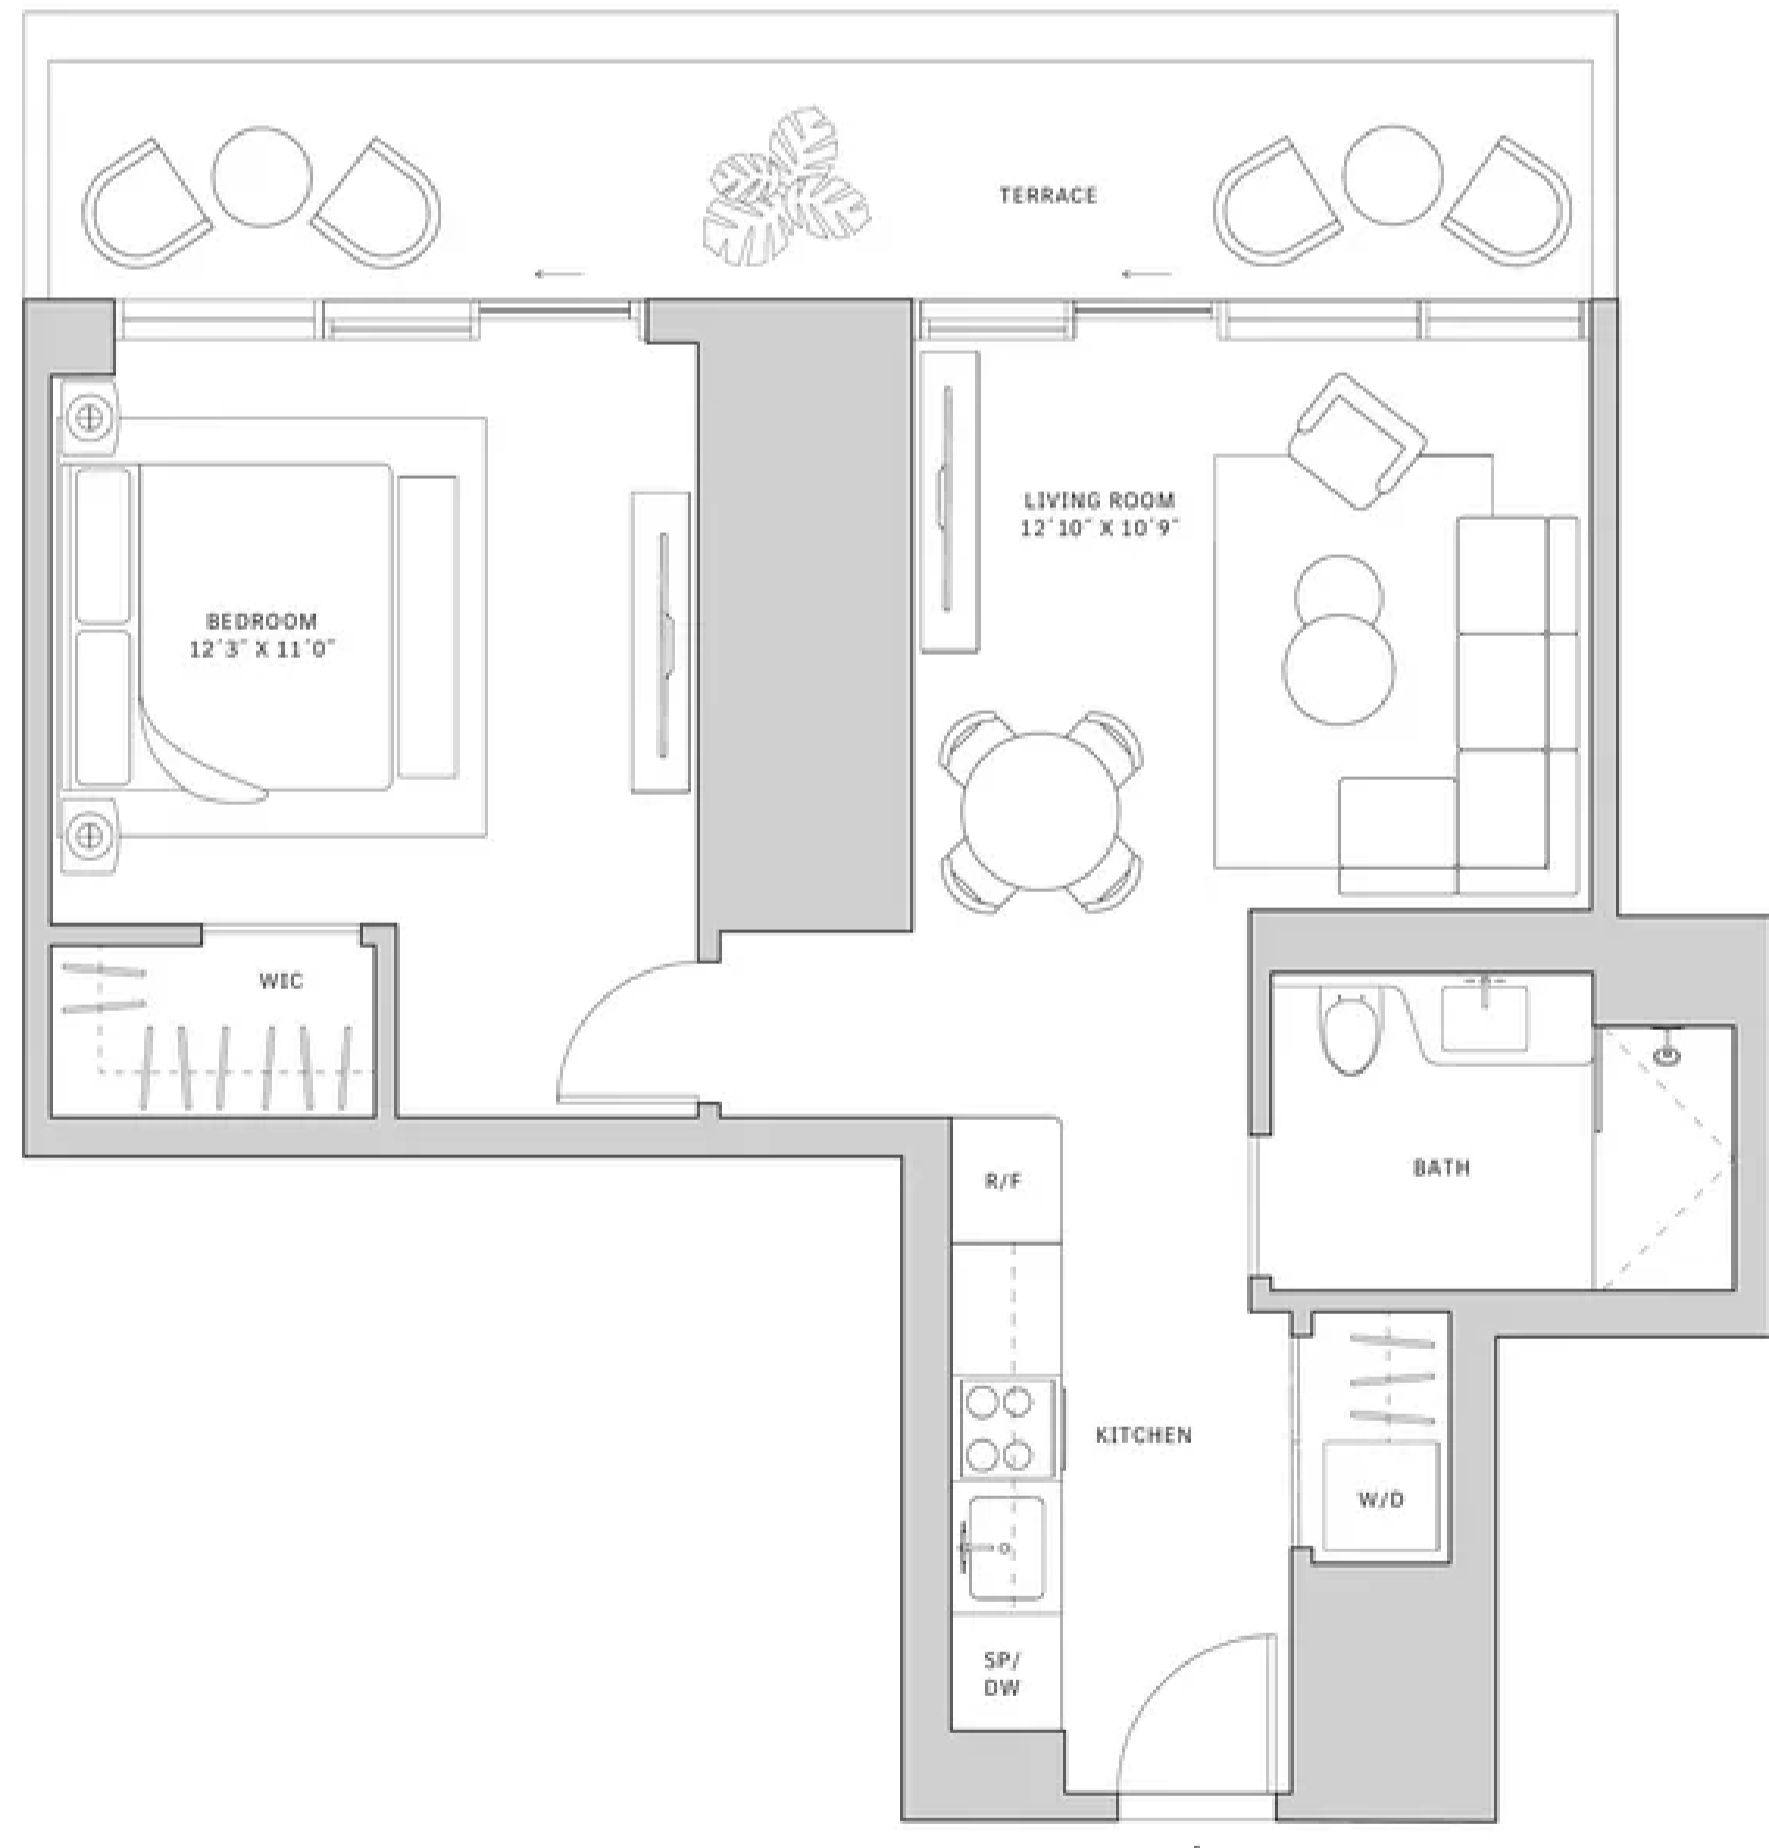 TERRACE
LIVING ROOM
12´10˝ X 10´9˝
BEDROOM
12´3˝ X 11´0˝
WIC
BATH
R/F
KITCHEN
W/D
SP/
DW